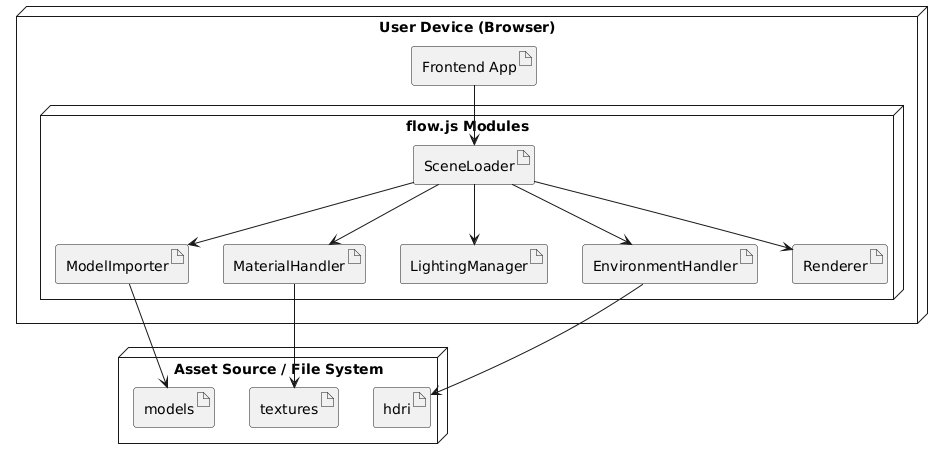 User Device (Browser)
Frontend App
flow.js Modules
SceneLoader
ModelImporter
MaterialHandler
LightingManager
EnvironmentHandler
Renderer
Asset Source / File System
models
textures
hdri